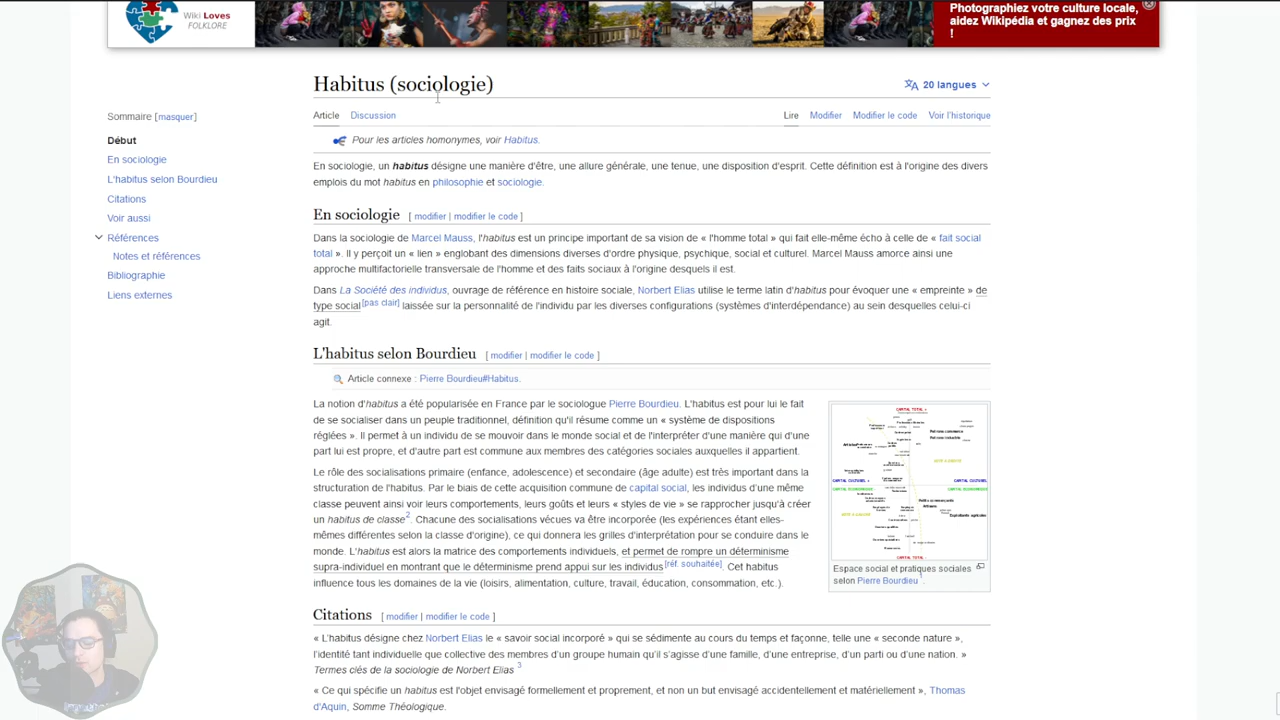 Wiki Loves
FOLKLORE
Photographiez votre culture locale,
aidez Wikipédia et gagnez des prix
!
Habitus (sociologie)
20 langues
Sommaire [masquer]
Début
En sociologie
L'habitus selon Bourdieu
Citations
Voir aussi
Références
Notes et références
Bibliographie
Liens externes
Article Discussion Lire Modifier Modifier le code Voir l'historique
Pour les articles homonymes, voir Habitus.
En sociologie, un habitus désigne une manière d'être, une allure générale, une tenue, une disposition d'esprit. Cette définition est à l'origine des divers
emplois du mot habitus en philosophie et sociologie.
En sociologie [ modifier | modifier le code ]
Dans la sociologie de Marcel Mauss, l'habitus est un principe important de sa vision de « l'homme total » qui fait elle-même écho à celle de « fait social
total ». Il y perçoit un « lien » englobant des dimensions diverses d'ordre physique, psychique, social et culturel. Marcel Mauss amorce ainsi une
approche multifactorielle transversale de l'homme et des faits sociaux à l'origine desquels il est.
Dans La Société des individus, ouvrage de référence en histoire sociale, Norbert Elias utilise le terme latin d'habitus pour évoquer une « empreinte » de
type social[pas clair] laissée sur la personnalité de l'individu par les diverses configurations (systèmes d'interdépendance) au sein desquelles celui-ci
agit.
L'habitus selon Bourdieu [ modifier | modifier le code ]
Article connexe : Pierre Bourdieu#Habitus.
La notion d'habitus a été popularisée en France par le sociologue Pierre Bourdieu. L'habitus est pour lui le fait
de se socialiser dans un peuple traditionnel, définition qu'il résume comme un « système de dispositions
réglées ». Il permet à un individu de se mouvoir dans le monde social et de l'interpréter d'une manière qui d'une
part lui est propre, et d'autre part est commune aux membres des catégories sociales auxquelles il appartient.
Le rôle des socialisations primaire (enfance, adolescence) et secondaire (âge adulte) est très important dans la
structuration de l'habitus. Par le biais de cette acquisition commune de capital social, les individus d'une même
classe peuvent ainsi voir leurs comportements, leurs goûts et leurs « styles de vie » se rapprocher jusqu'à créer
un habitus de classe2. Chacune des socialisations vécues va être incorporée (les expériences étant elles-
mêmes différentes selon la classe d'origine), ce qui donnera les grilles d'interprétation pour se conduire dans le
monde. L'habitus est alors la matrice des comportements individuels, et permet de rompre un déterminisme
supra-individuel en montrant que le déterminisme prend appui sur les individus[réf. souhaitée]. Cet habitus
influence tous les domaines de la vie (loisirs, alimentation, culture, travail, éducation, consommation, etc.).
CAPITAL TOTAL +
CAPITAL CULTUREL +
CAPITAL CULTUREL -
CAPITAL TOTAL -
Espace social et pratiques sociales
selon Pierre Bourdieu1.
Citations [ modifier | modifier le code ]
« L'habitus désigne chez Norbert Elias le « savoir social incorporé » qui se sédimente au cours du temps et façonne, telle une « seconde nature »,
l'identité tant individuelle que collective des membres d'un groupe humain qu'il s'agisse d'une famille, d'une entreprise, d'un parti ou d'une nation. »
Termes clés de la sociologie de Norbert Elias 3
« Ce qui spécifie un habitus est l'objet envisagé formellement et proprement, et non un but envisagé accidentellement et matériellement », Thomas
d'Aquin, Somme Théologique.